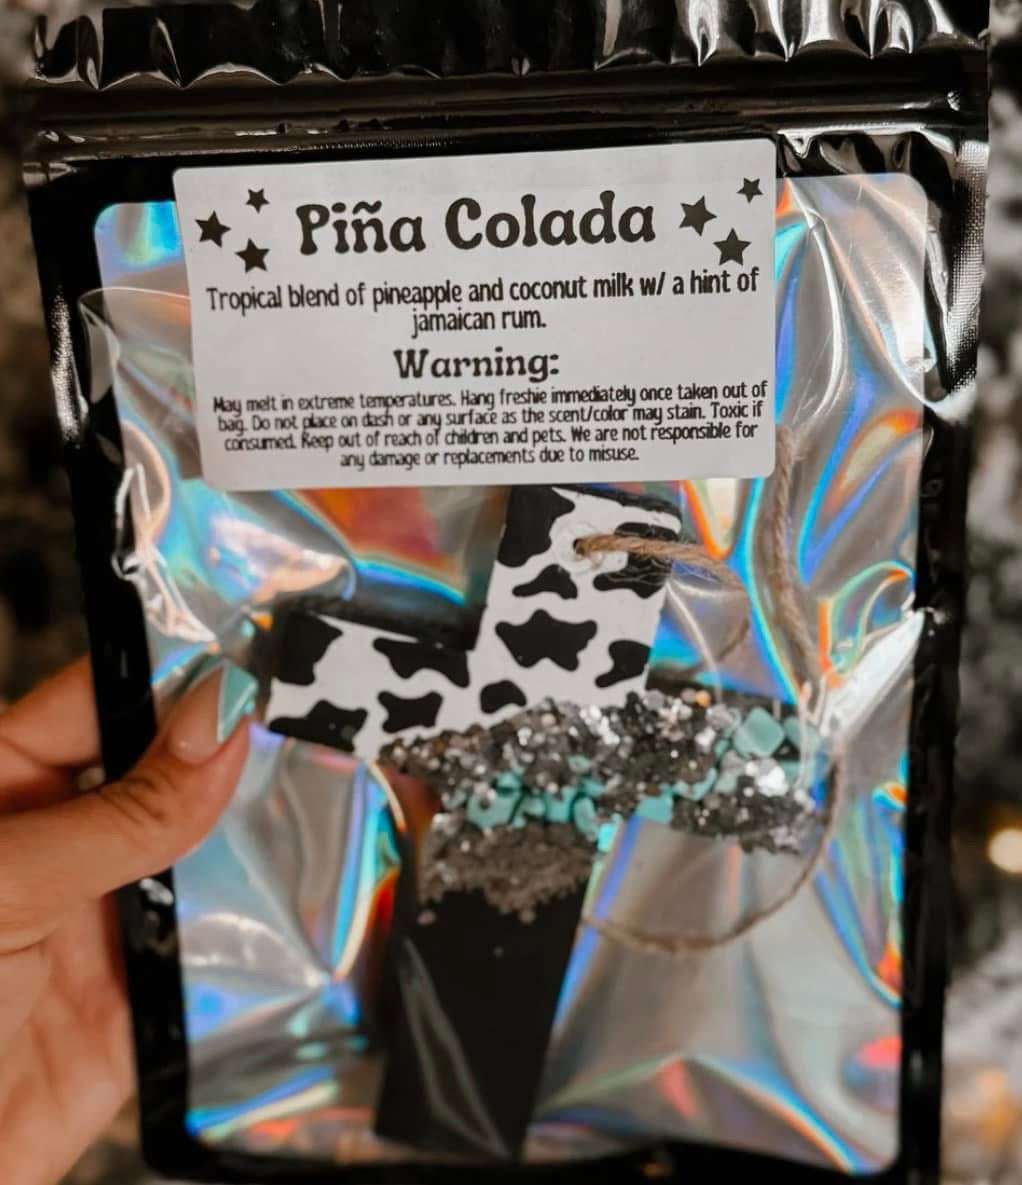 Piña Colada
Tropical blend of pineapple and coconut milk w/ a hint of
jamaican rum.
Warning:
May melt in extreme temperatures. Hang freshie immediately once taken out of
bag. Do not place on dash or any surface as the scent/color may stain. Toxic if
consumed. Keep out of reach of children and pets. We are not responsible for
any damage or replacements due to misuse.